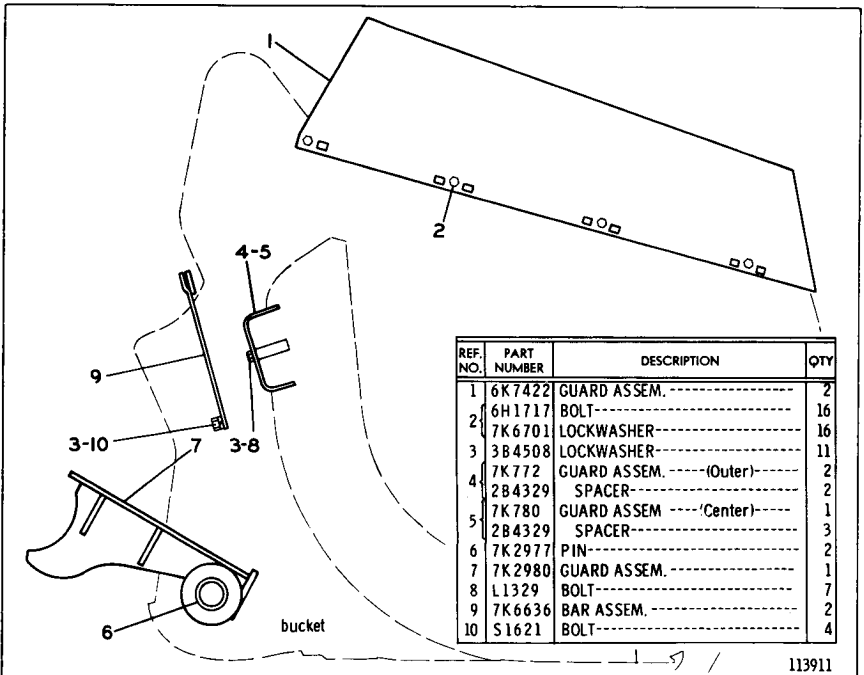 1
2
4-5
9
3-10
3-8
7
6
bucket
REF. NO. PART NUMBER DESCRIPTION QTY
1 6K7422 GUARD ASSEM. 2
2 6H1717 BOLT 16
7K6701 LOCKWASHER 16
3 3B4508 LOCKWASHER 11
4 7K772 GUARD ASSEM. ----(Outer)---- 2
2B4329 SPACER 2
5 7K780 GUARD ASSEM ----(Center)---- 1
2B4329 SPACER 3
6 7K2977 PIN 2
7 7K2980 GUARD ASSEM. 1
8 L1329 BOLT 7
9 7K6636 BAR ASSEM. 2
10 S1621 BOLT 4
113911